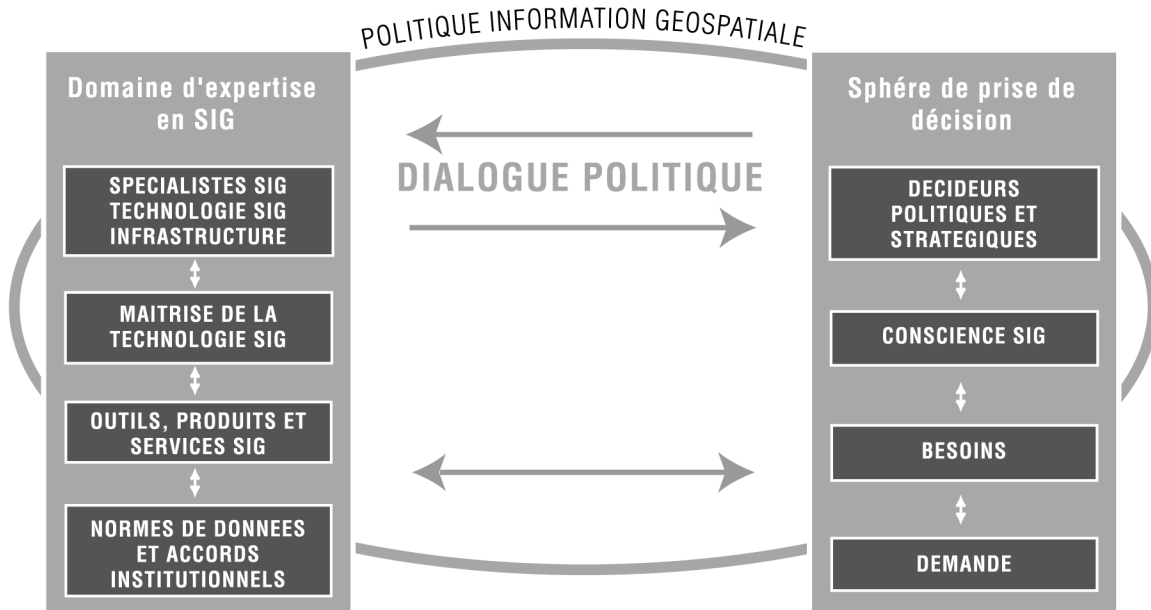 POLITIQUE INFORMATION GEOSPATIALE
Domaine d'expertise
en SIG
SPECIALISTES SIG
TECHNOLOGIE SIG
INFRASTRUCTURE
MAITRISE DE LA
TECHNOLOGIE SIG
OUTILS, PRODUITS ET
SERVICES SIG
NORMES DE DONNEES
ET ACCORDS
INSTITUTIONNELS
DIALOGUE POLITIQUE
Sphére de prise de
décision
DECIDEURS
POLITIQUES ET
STRATEGIQUES
CONSCIENCE SIG
BESOINS
DEMANDE